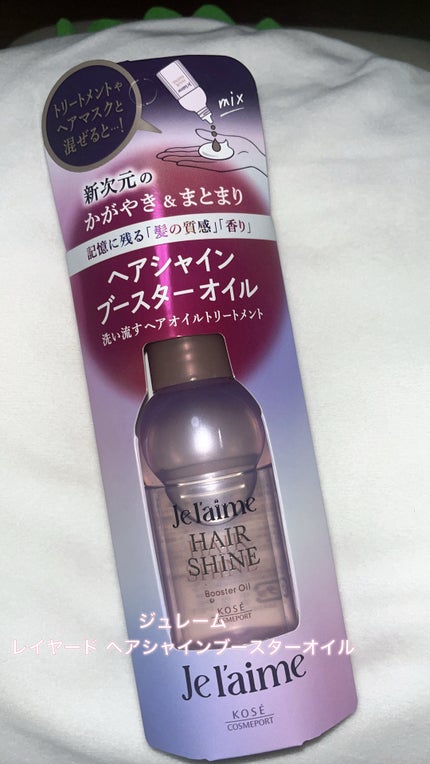 トリートメントや
ヘアマスクと
混ぜると…!
mix
新次元の
かがやき&まとまり
記憶に残る「髪の質感」「香り」
ヘアシャイン
ブースターオイル
洗い流すヘアオイルトリートメント
Je l'aime
HAIR
SHINE
Booster Oil
KOSÉ
COSMEPORT
ジュレーム
レイヤード ヘアシャインブースターオイル
Je l'aime
KOSÉ
COSMEPORT